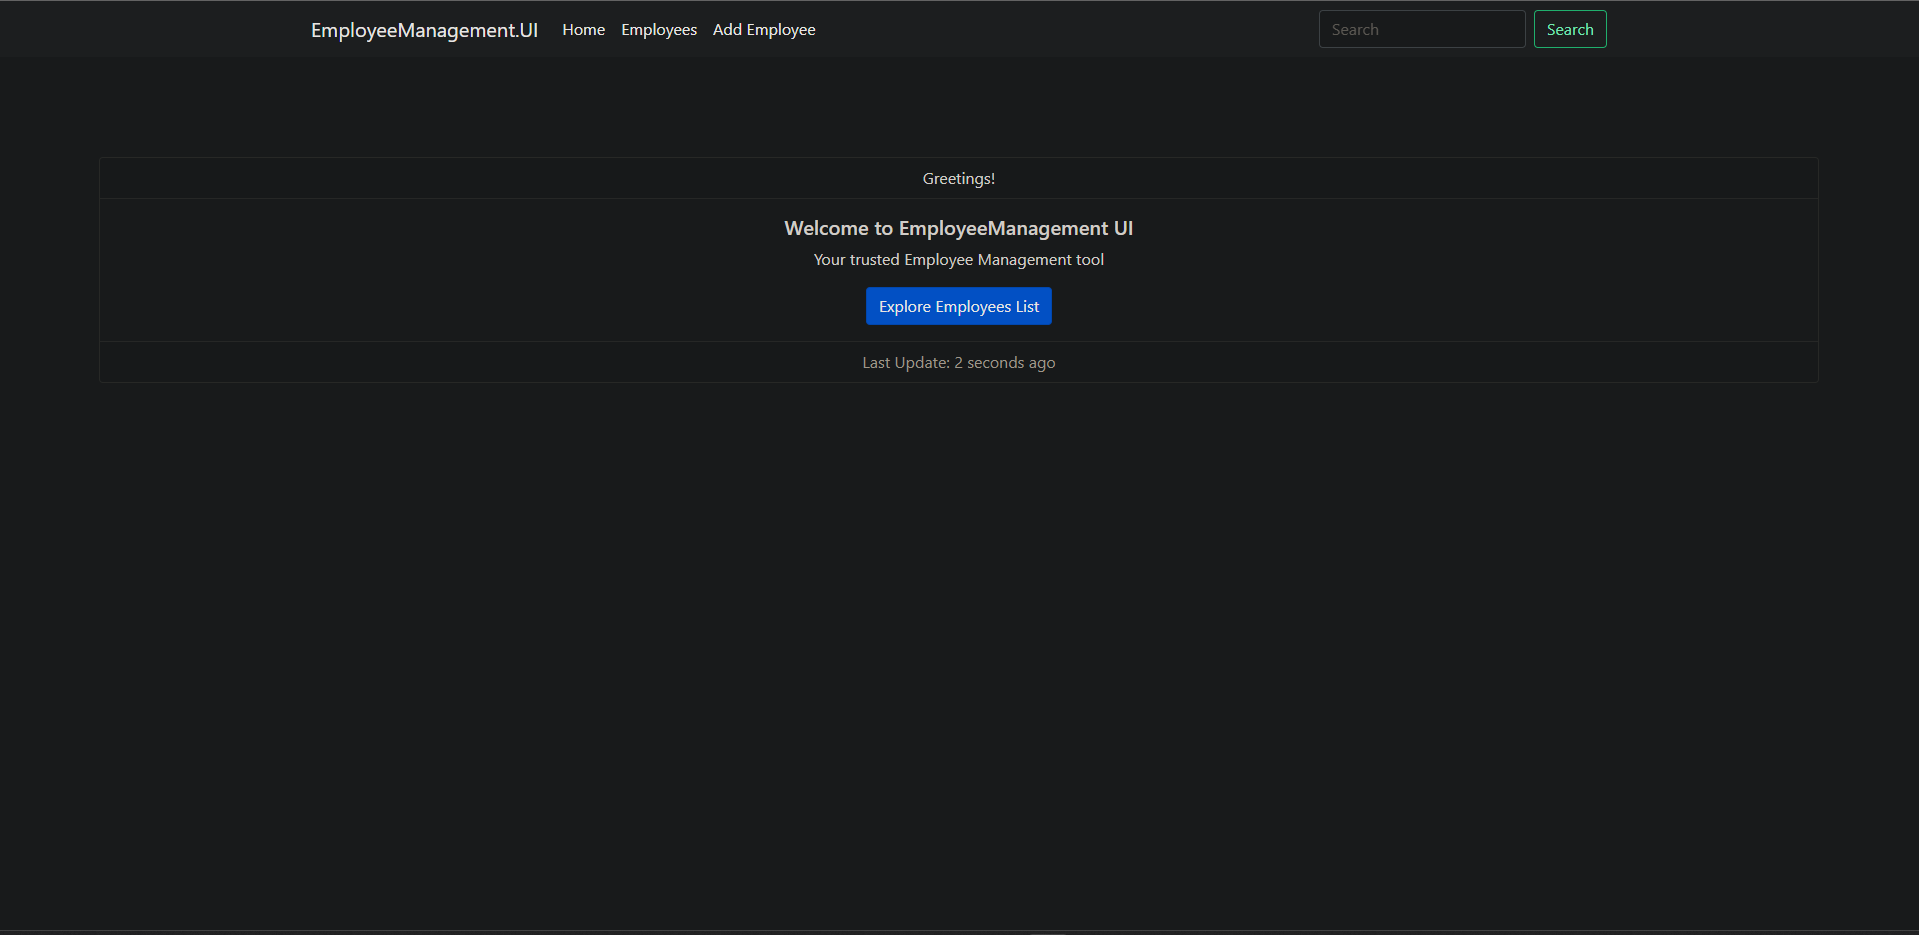 EmployeeManagement.UI Home Employees Add Employee Search Search
Greetings!
Welcome to EmployeeManagement UI
Your trusted Employee Management tool
Explore Employees List
Last Update: 2 seconds ago